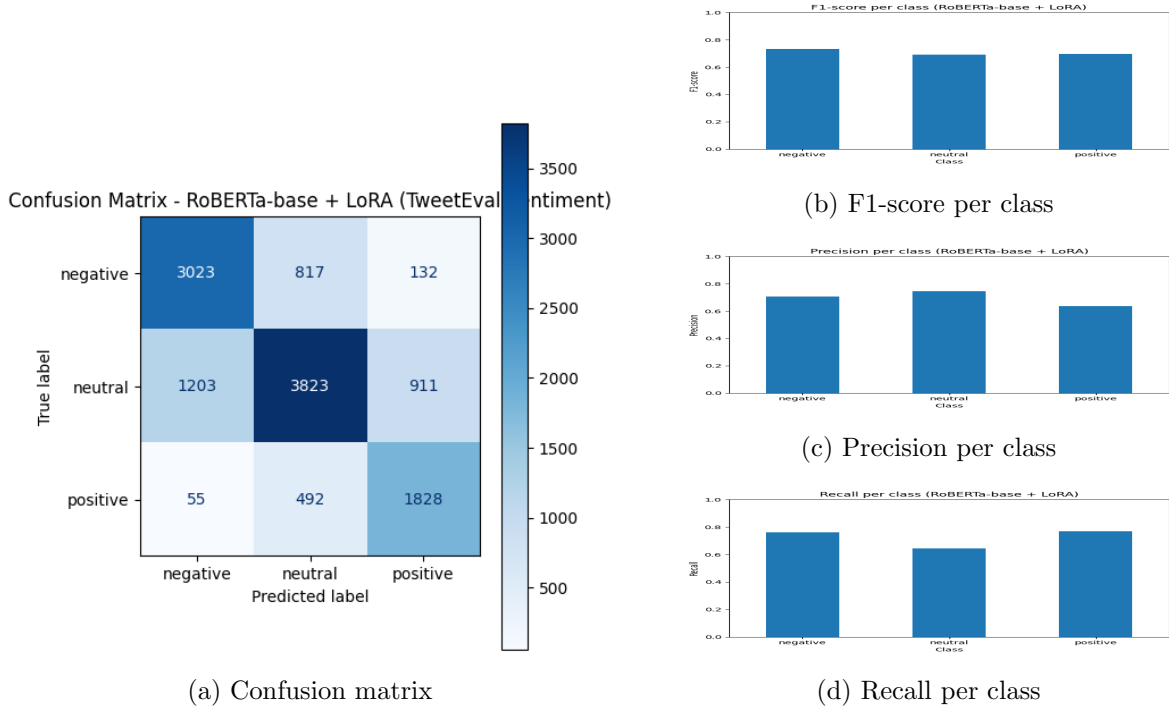 Confusion Matrix - RoBERTa-base + LoRA (TweetEval entiment)
3500
3000
2500
2000
1500
1000
500
negative
neutral
positive
True label
3023 817 132
1203 3823 911
55 492 1828
negative neutral positive
Predicted label
(a) Confusion matrix
F1-score per class (RoBERTa-base + LoRA)
1.0
0.8
0.6
0.4
0.2
0.0
F1-score
negative neutral positive
Class
(b) F1-score per class
Precision per class (RoBERTa-base + LoRA)
1.0
0.8
0.6
0.4
0.2
0.0
Precision
negative neutral positive
Class
(c) Precision per class
Recall per class (RoBERTa-base + LoRA)
1.0
0.8
0.6
0.4
0.2
0.0
Recall
negative neutral positive
Class
(d) Recall per class